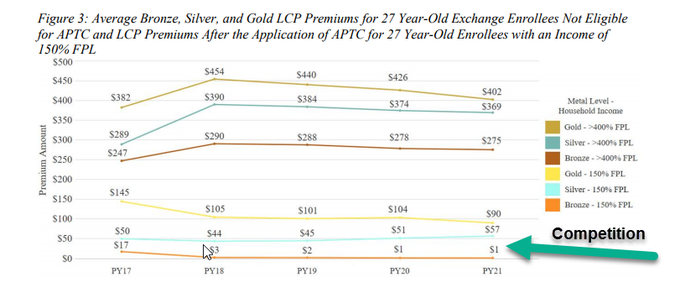 Figure 3: Average Bronze, Silver, and Gold LCP Premiums for 27 Year-Old Exchange Enrollees Not Eligible
for APTC and LCP Premiums After the Application of APTC for 27 Year-Old Enrollees with an Income of
150% FPL
$500
$450
$400
$350
$300
$250
$200
$150
$100
$50
$0
Premium Amount
$382
$454
$440
$426
$402
$289
$390
$384
$374
$369
$247
$290
$288
$278
$275
$145
$105
$101
$104
$90
$50
$44
$45
$51
$57
$17
$3
$2
$1
$1
PY17
PY18
PY19
PY20
PY21
Metal Level -
Household Income
Gold - >400% FPL
Silver - >400% FPL
Bronze - >400% FPL
Gold - 150% FPL
Silver - 150% FPL
Bronze - 150% FPL
Competition